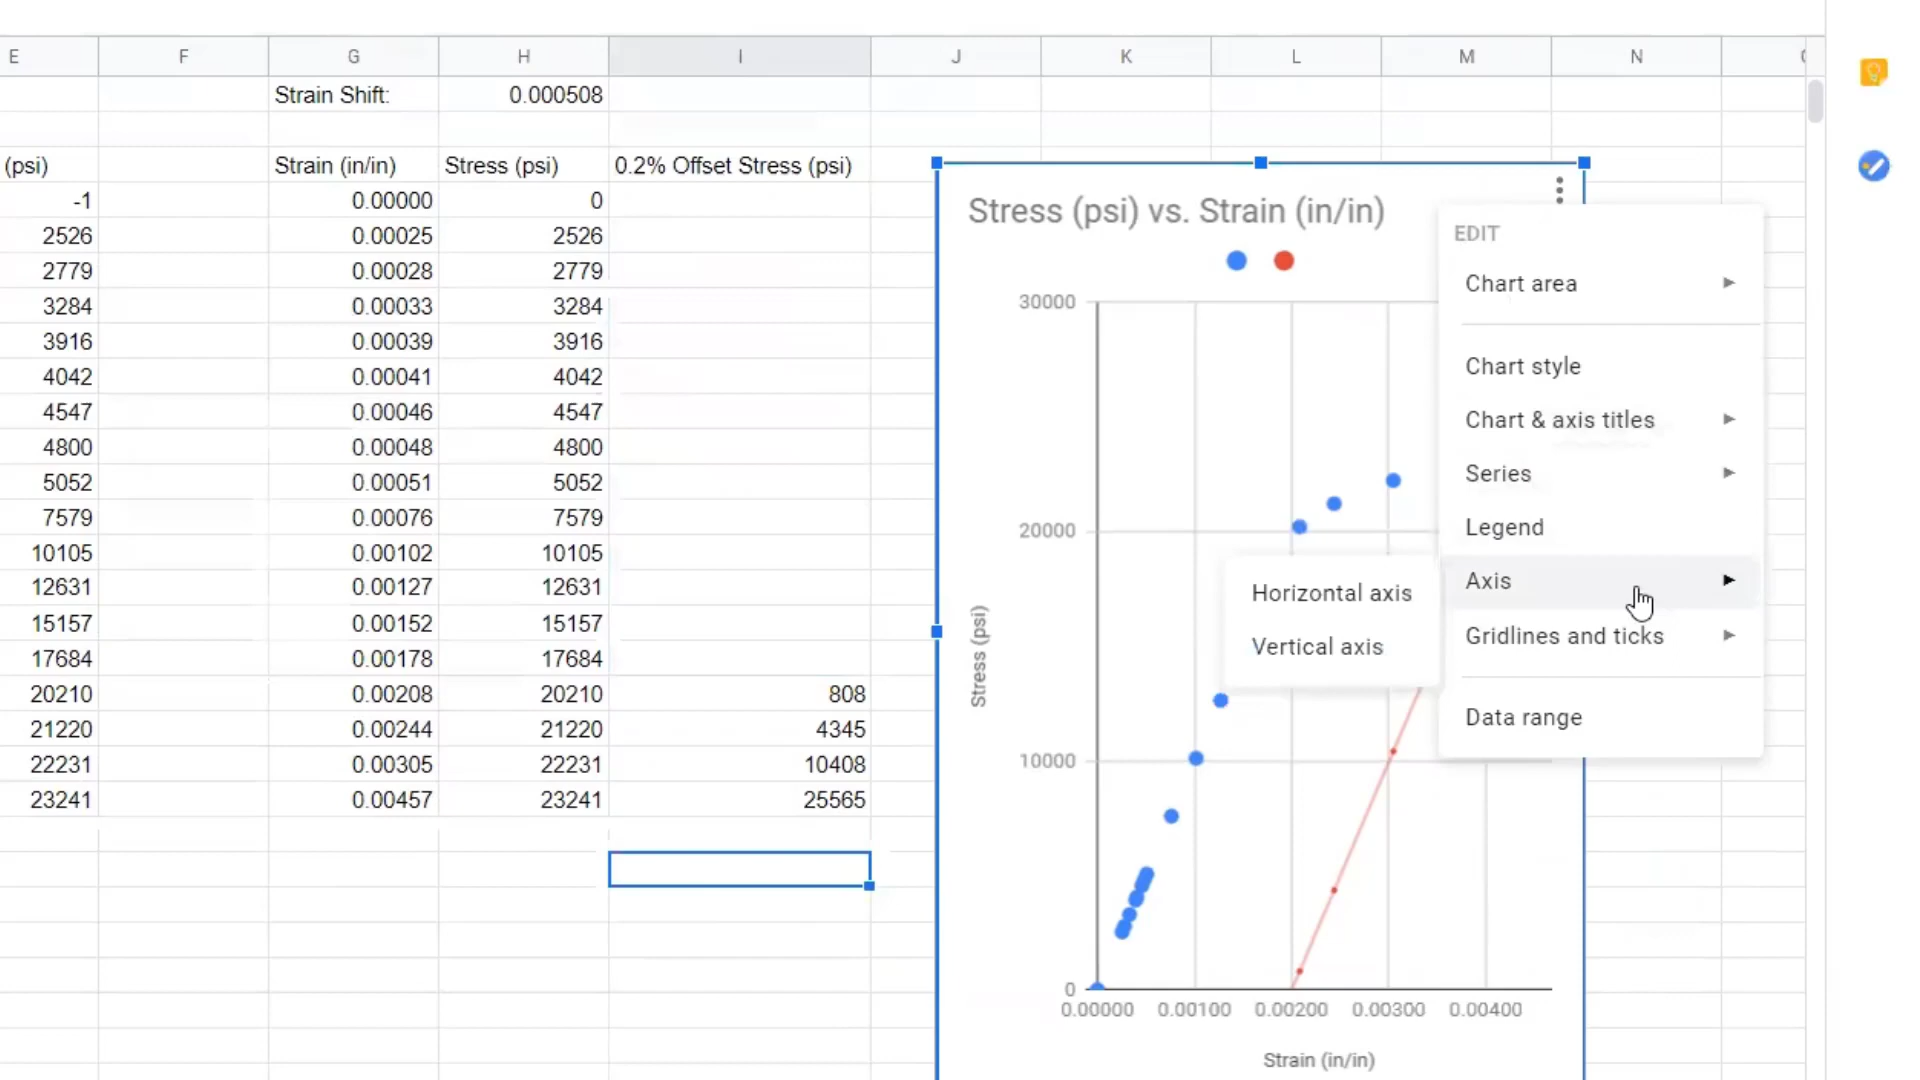 E F G H I J K L M N
Strain Shift: 0.000508
(psi) Strain (in/in) Stress (psi) 0.2% Offset Stress (psi)
-1 0.00000 0
2526 0.00025 2526
2779 0.00028 2779
3284 0.00033 3284
3916 0.00039 3916
4042 0.00041 4042
4547 0.00046 4547
4800 0.00048 4800
5052 0.00051 5052
7579 0.00076 7579
10105 0.00102 10105
12631 0.00127 12631
15157 0.00152 15157
17684 0.00178 17684
20210 0.00208 20210 808
21220 0.00244 21220 4345
22231 0.00305 22231 10408
23241 0.00457 23241 25565
Stress (psi) vs. Strain (in/in)
30000
20000
10000
0
Stress (psi)
0.00000 0.00100 0.00200 0.00300 0.00400
Strain (in/in)
EDIT
Chart area
Chart style
Chart & axis titles
Series
Legend
Axis
Gridlines and ticks
Data range
Horizontal axis
Vertical axis